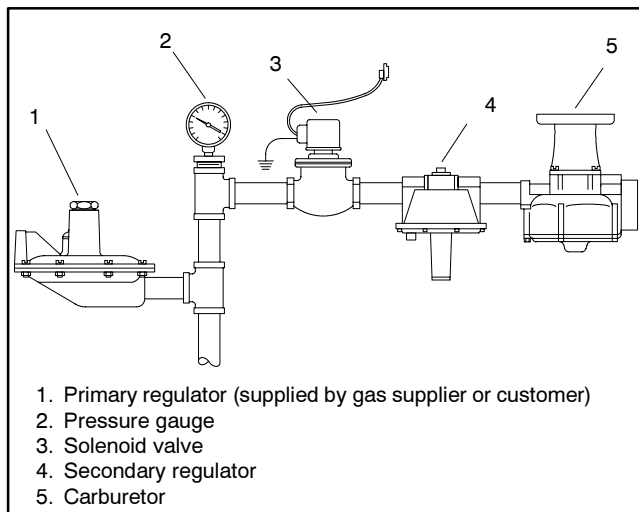 2
3
5
4
1
1. Primary regulator (supplied by gas supplier or customer)
2. Pressure gauge
3. Solenoid valve
4. Secondary regulator
5. Carburetor